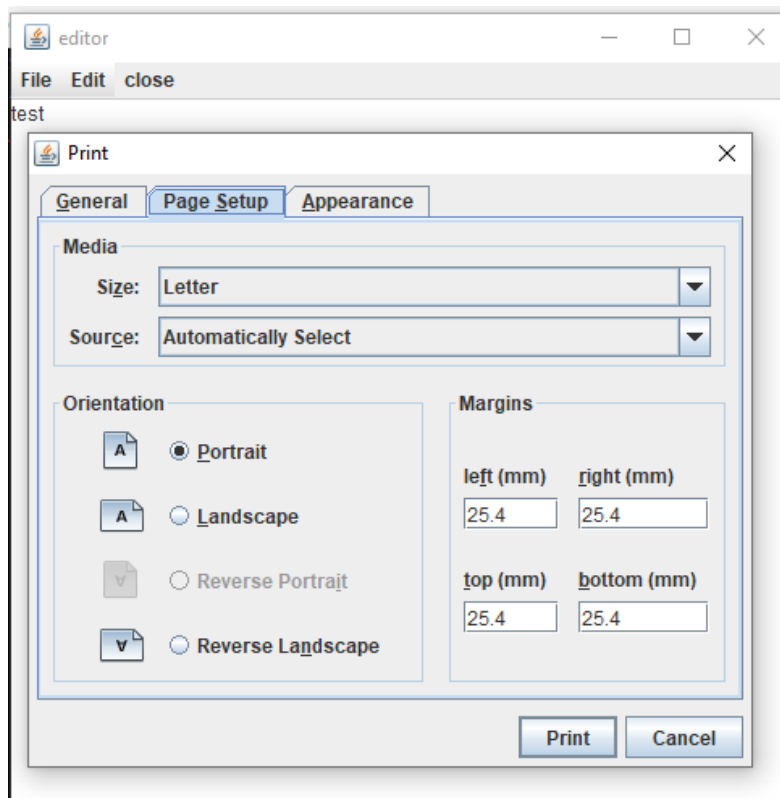 editor
File Edit close
test
Print
General Page Setup Appearance
Media
Size: Letter
Source: Automatically Select
Orientation
A Portrait
A Landscape
A Reverse Portrait
A Reverse Landscape
Margins
left (mm) right (mm)
25.4 25.4
top (mm) bottom (mm)
25.4 25.4
Print Cancel